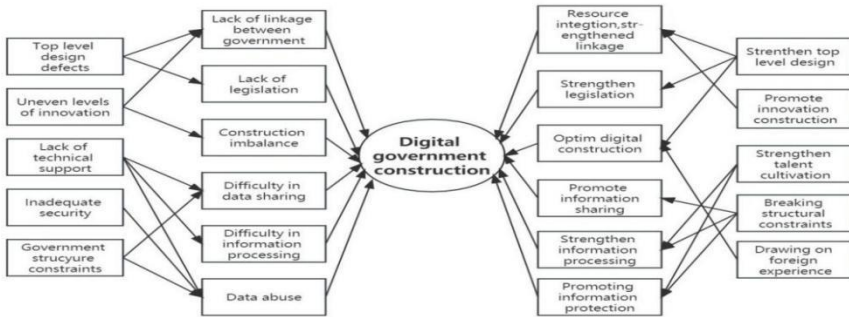 Top level
design
defects
Uneven levels
of innovation
Lack of
technical
support
Inadequate
security
Government
strucyure
constraints
Lack of linkage
between
government
Lack of
legislation
Construction
imbalance
Difficulty in
data sharing
Difficulty in
information
processing
Data abuse
Digital
government
construction
Resource
integtion,str-
engthened
linkage
Strengthen
legislation
Optim digital
construction
Promote
information
sharing
Strengthen
information
processing
Promoting
information
protection
Strenthen top
level design
Promote
innovation
construction
Strengthen
talent
cultivation
Breaking
structural
constraints
Drawing on
foreign
experience